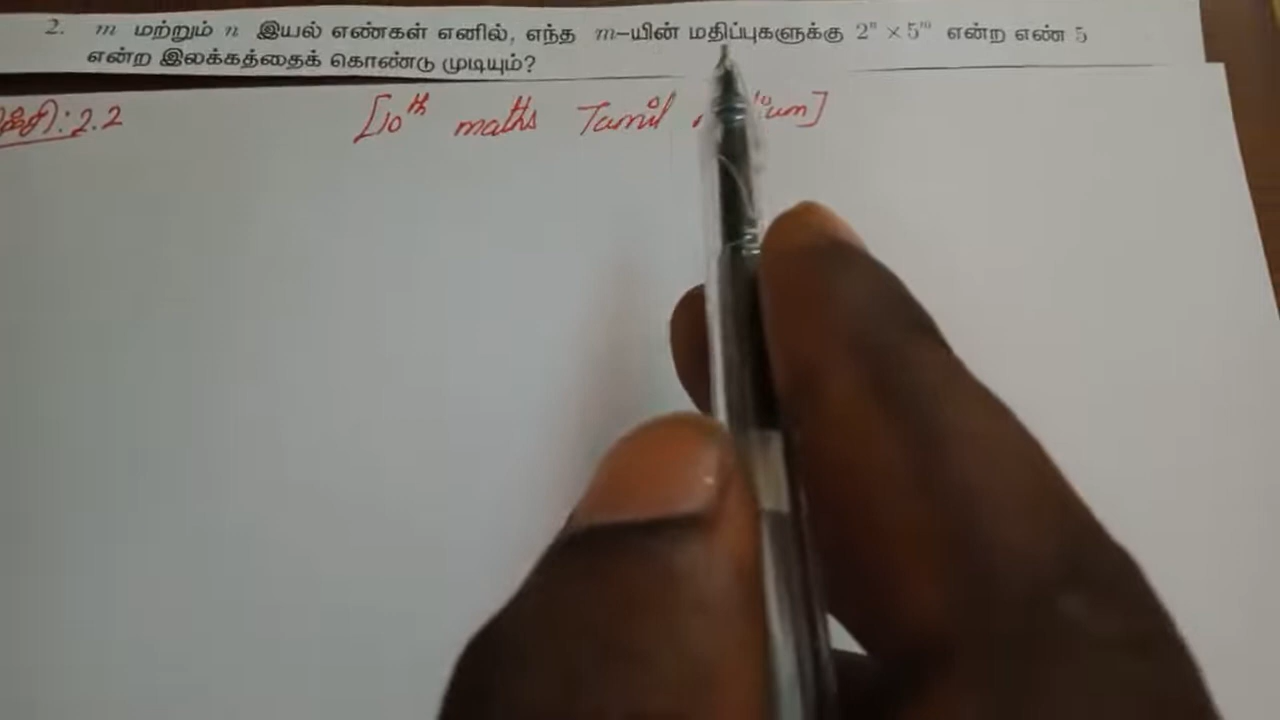 2. m மற்றும் n இயல் எண்கள் எனில், எந்த m–யின் மதிப்புகளுக்கு 2ⁿ × 5ᵐ என்ற எண் 5
என்ற இலக்கத்தைக் கொண்டு முடியும்?
: 2.2 [10th maths Tamil